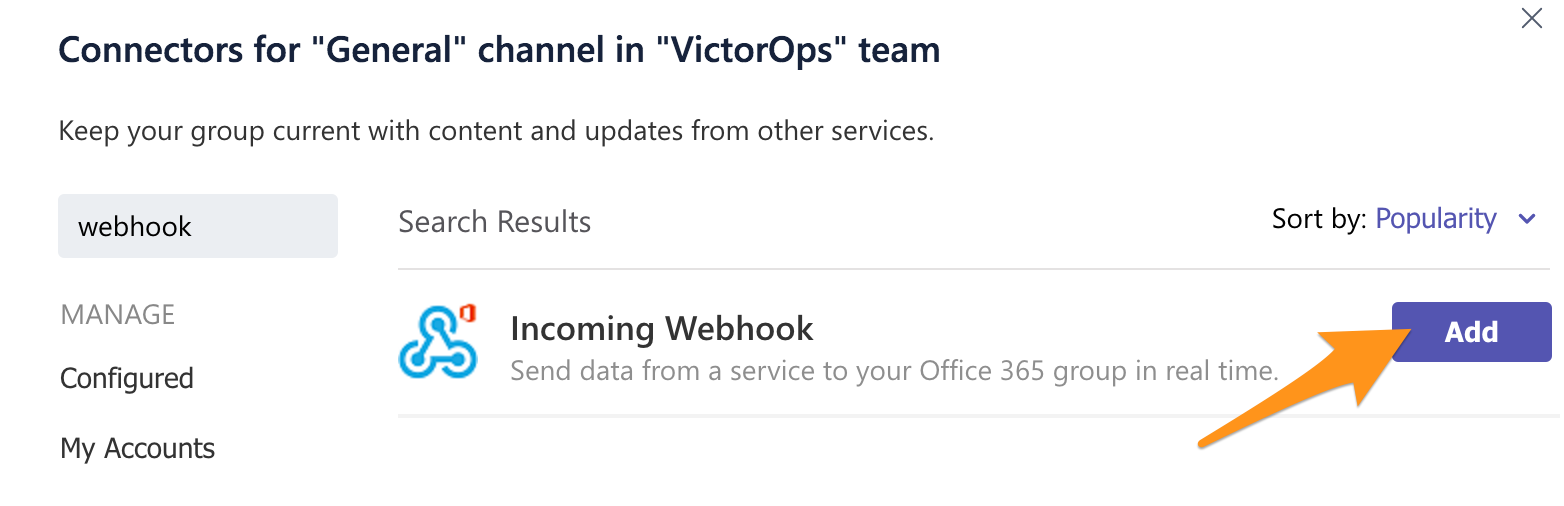 Connectors for "General" channel in "VictorOps" team
Keep your group current with content and updates from other services.
webhook
Search Results
Sort by: Popularity
MANAGE
Configured
My Accounts
Incoming Webhook
Send data from a service to your Office 365 group in real time.
Add